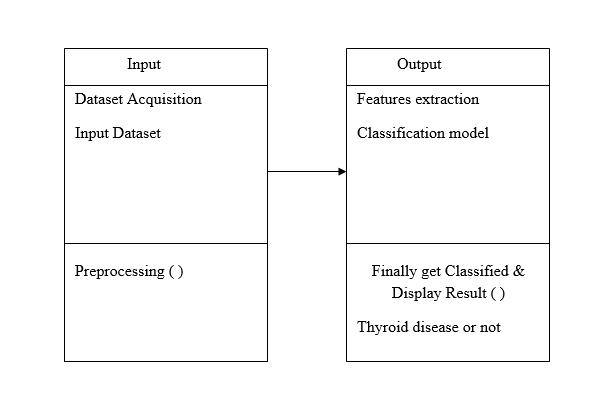 Input
Dataset Acquisition
Input Dataset
Preprocessing ( )
Output
Features extraction
Classification model
Finally get Classified &
Display Result ( )
Thyroid disease or not